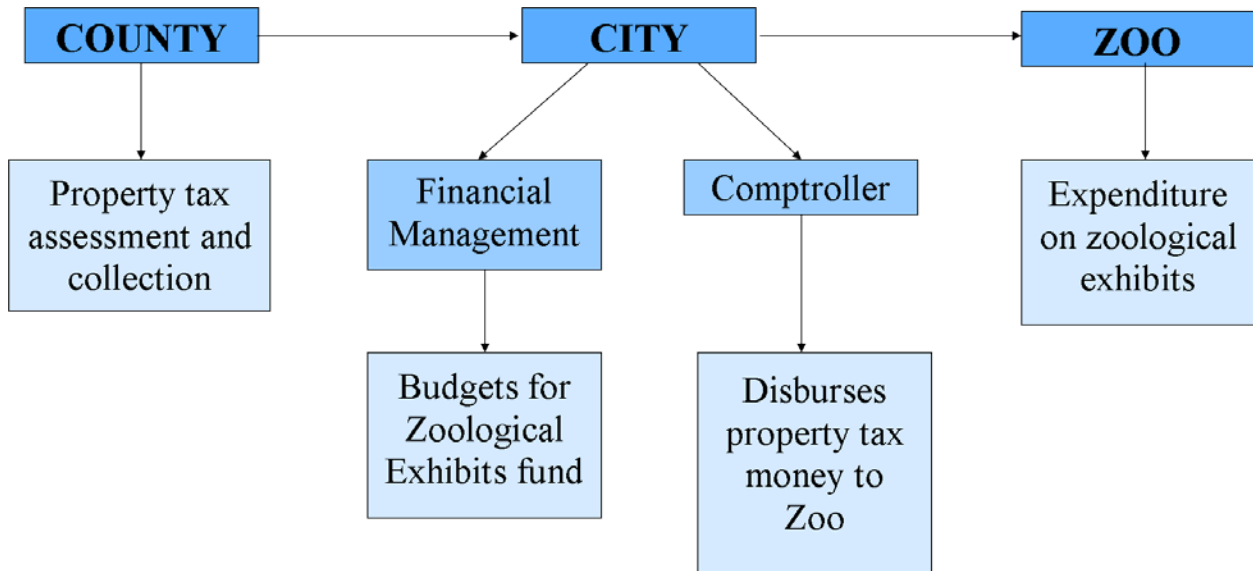 COUNTY
CITY
ZOO
Property tax
assessment and
collection
Financial
Management
Comptroller
Expenditure
on zoological
exhibits
Budgets for
Zoological
Exhibits fund
Disburses
property tax
money to
Zoo